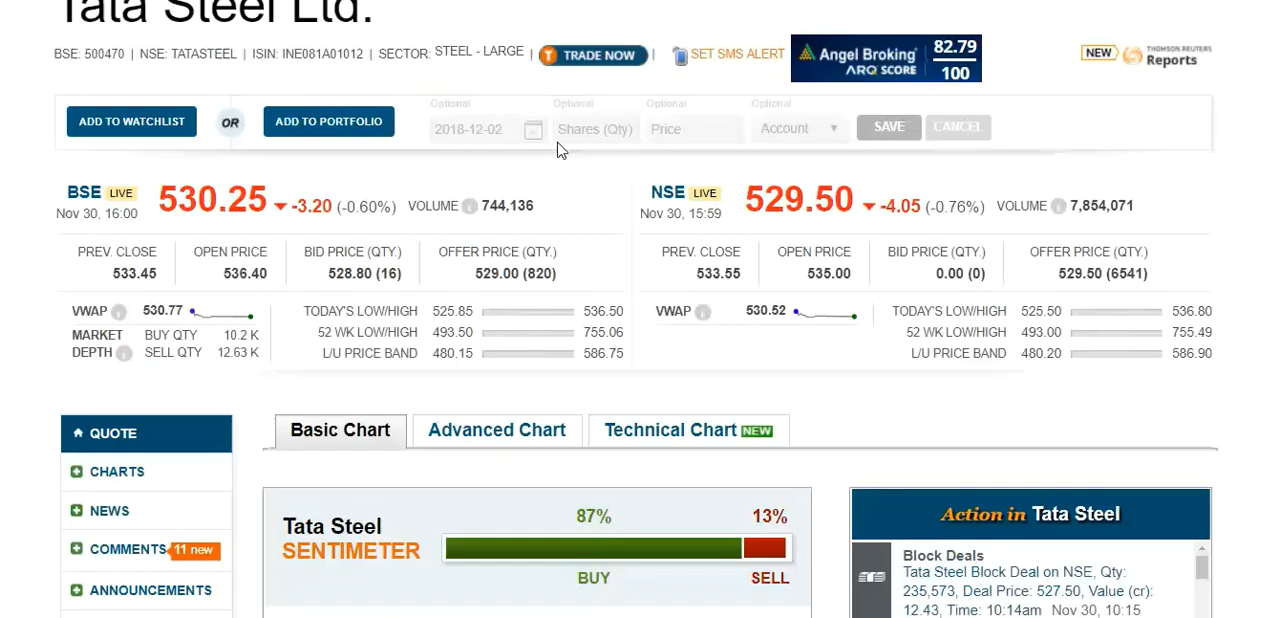 Tata Steel Ltd.
BSE: 500470 | NSE: TATASTEEL | ISIN: INE081A01012 | SECTOR: STEEL - LARGE | T TRADE NOW | SET SMS ALERT
Angel Broking
ARQ SCORE
82.79
100
NEW THOMSON REUTERS
Reports
ADD TO WATCHLIST OR ADD TO PORTFOLIO
Optional Optional Optional Optional
2018-12-02 Shares (Qty) Price Account SAVE CANCEL
BSE LIVE 530.25 -3.20 (-0.60%) VOLUME 744,136
Nov 30, 16:00
PREV. CLOSE OPEN PRICE BID PRICE (QTY.) OFFER PRICE (QTY.)
533.45 536.40 528.80 (16) 529.00 (820)
VWAP 530.77
MARKET DEPTH BUY QTY 10.2 K
SELL QTY 12.63 K
TODAY'S LOW/HIGH 525.85 536.50
52 WK LOW/HIGH 493.50 755.06
L/U PRICE BAND 480.15 586.75
NSE LIVE 529.50 -4.05 (-0.76%) VOLUME 7,854,071
Nov 30, 15:59
PREV. CLOSE OPEN PRICE BID PRICE (QTY.) OFFER PRICE (QTY.)
533.55 535.00 0.00 (0) 529.50 (6541)
VWAP 530.52
TODAY'S LOW/HIGH 525.50 536.80
52 WK LOW/HIGH 493.00 755.49
L/U PRICE BAND 480.20 586.90
QUOTE
CHARTS
NEWS
COMMENTS 11 new
ANNOUNCEMENTS
Basic Chart Advanced Chart Technical Chart NEW
Tata Steel
SENTIMETER
87% 13%
BUY SELL
Action in Tata Steel
Block Deals
Tata Steel Block Deal on NSE, Qty:
235,573, Deal Price: 527.50, Value (cr):
12.43, Time: 10:14am Nov 30, 10:15